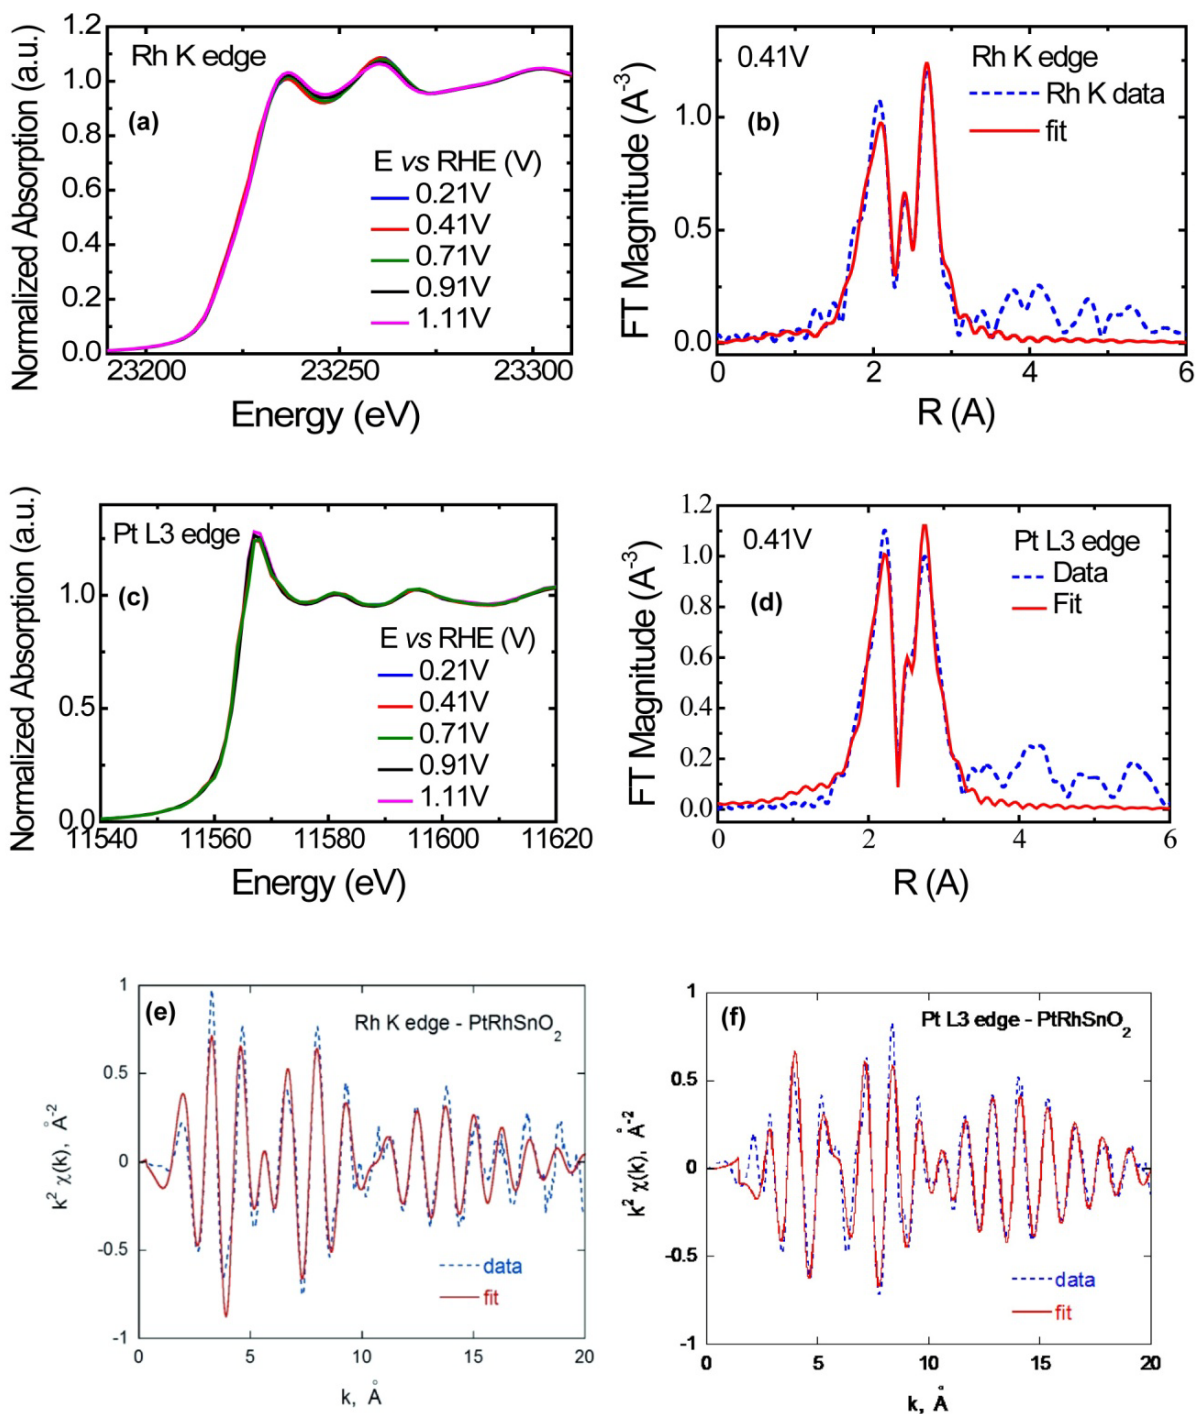 Normalized Absorption (a.u.)
1.2
1.0
0.8
0.6
0.4
0.2
0.0
Rh K edge
(a)
E vs RHE (V)
0.21V
0.41V
0.71V
0.91V
1.11V
23200
23250
23300
Energy (eV)
FT Magnitude (A-3)
1.0
0.5
0.0
0.41V
(b)
Rh K edge
Rh K data
fit
0
2
4
6
R (A)
Normalized Absorption (a.u.)
1.0
0.5
0.0
Pt L3 edge
(c)
E vs RHE (V)
0.21V
0.41V
0.71V
0.91V
1.11V
11540
11560
11580
11600
11620
Energy (eV)
FT Magnitude (A-3)
1.2
1.0
0.8
0.6
0.4
0.2
0.0
0.41V
(d)
Pt L3 edge
Data
Fit
0
2
4
6
R (A)
k2 χ(k), Å-2
1
0.5
0
-0.5
-1
(e)
Rh K edge - PtRhSnO2
data
fit
0
5
10
15
20
k, Å
k2 χ(k), Å-2
1
0.5
0
-0.5
-1
(f)
Pt L3 edge - PtRhSnO2
data
fit
0
5
10
15
20
k, Å